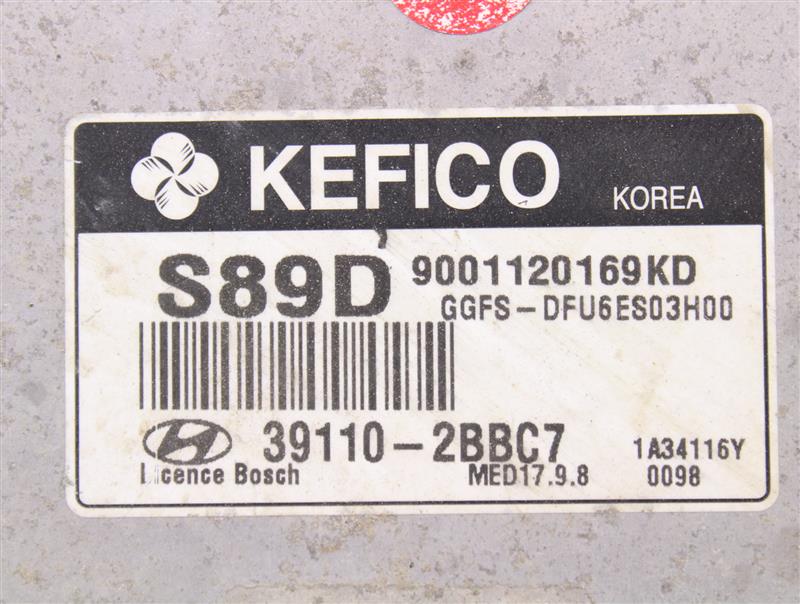 KEFICO KOREA
S89D 9001120169KD
GGFS-DFU6ES03H00
39110-2BBC7 1A34116Y
Licence Bosch MED17.9.8 0098